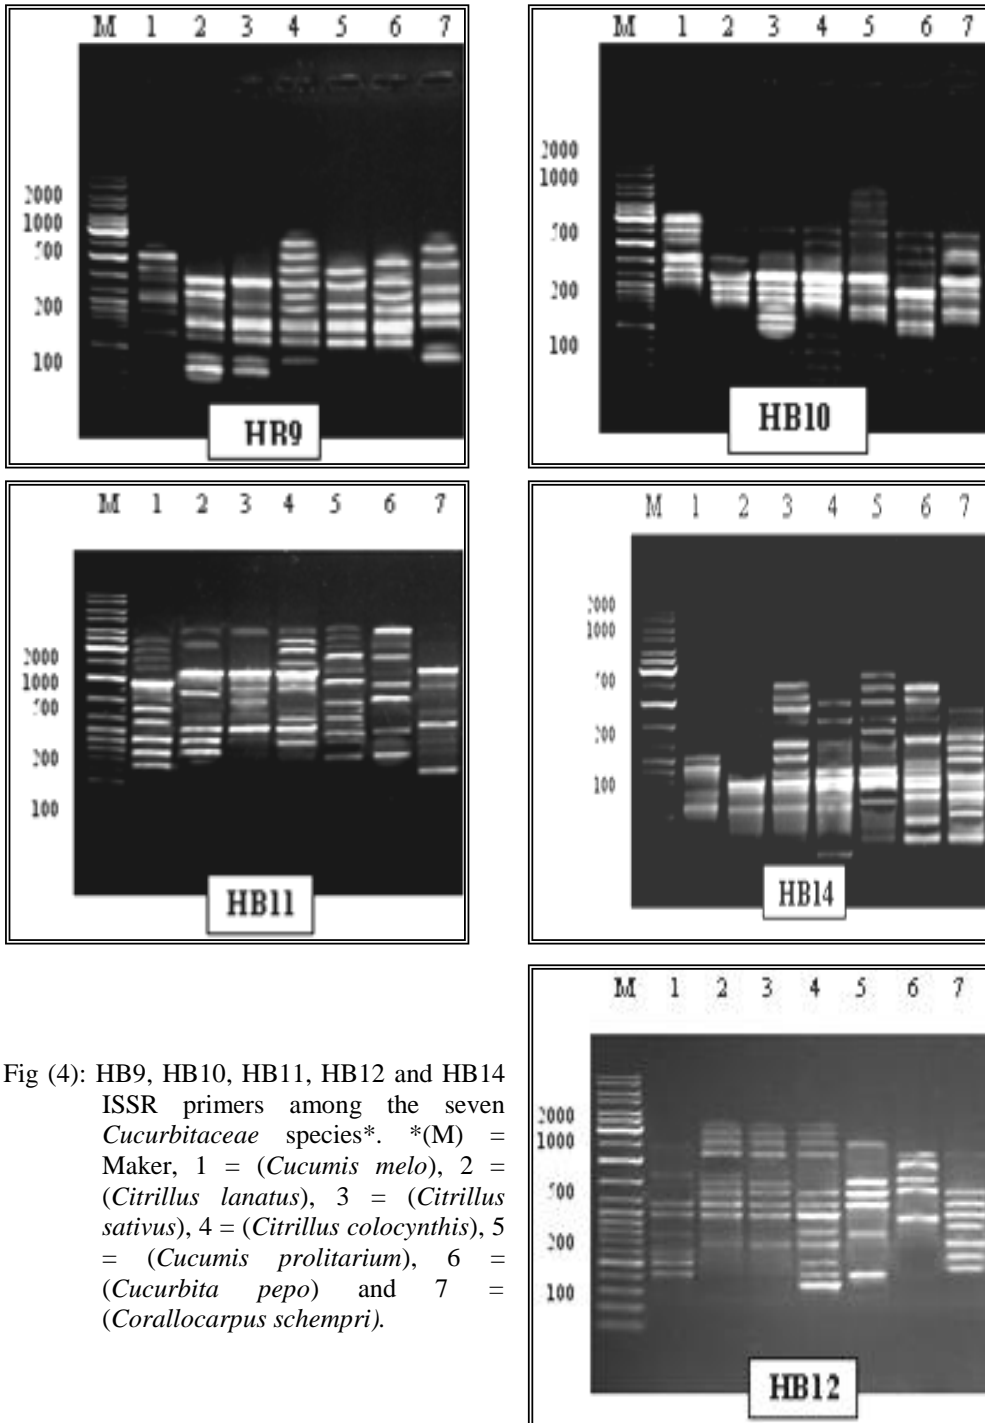 M 1 2 3 4 5 6 7
2000
1000
500
200
100
HB9
M 1 2 3 4 5 6 7
2000
1000
500
200
100
HB10
M 1 2 3 4 5 6 7
2000
1000
500
200
100
HB11
M 1 2 3 4 5 6 7
2000
1000
500
200
100
HB14
Fig (4): HB9, HB10, HB11, HB12 and HB14
ISSR primers among the seven
Cucurbitaceae species*. *(M) =
Maker, 1 = (Cucumis melo), 2 =
(Citrillus lanatus), 3 = (Citrillus
sativus), 4 = (Citrillus colocynthis), 5
= (Cucumis prolitarium), 6 =
(Cucurbita pepo) and 7 =
(Corallocarpus schempri).
M 1 2 3 4 5 6 7
2000
1000
500
200
100
HB12